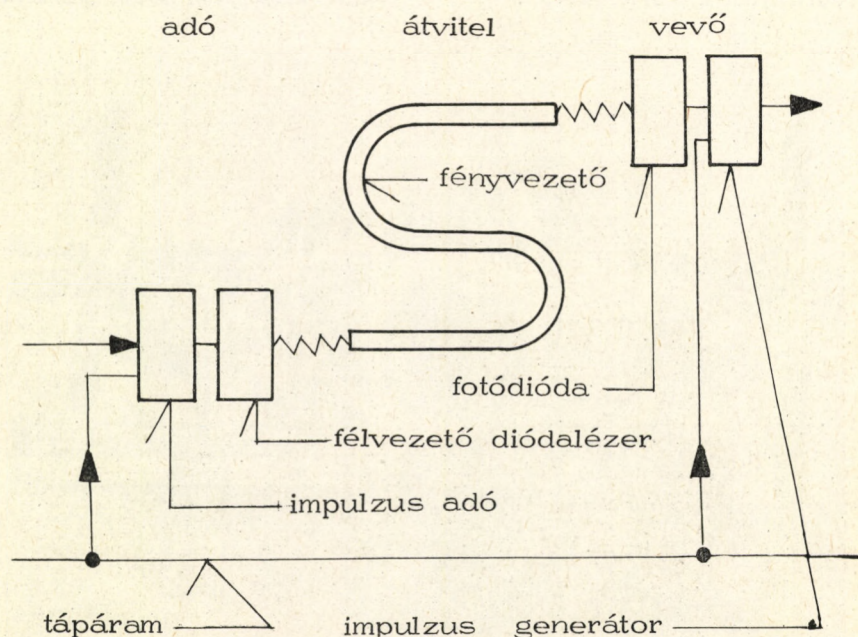 adó átvitel vevő
fényvezető
fotódióda
félvezető diódalézer
impulzus adó
tápáram impulzus generátor